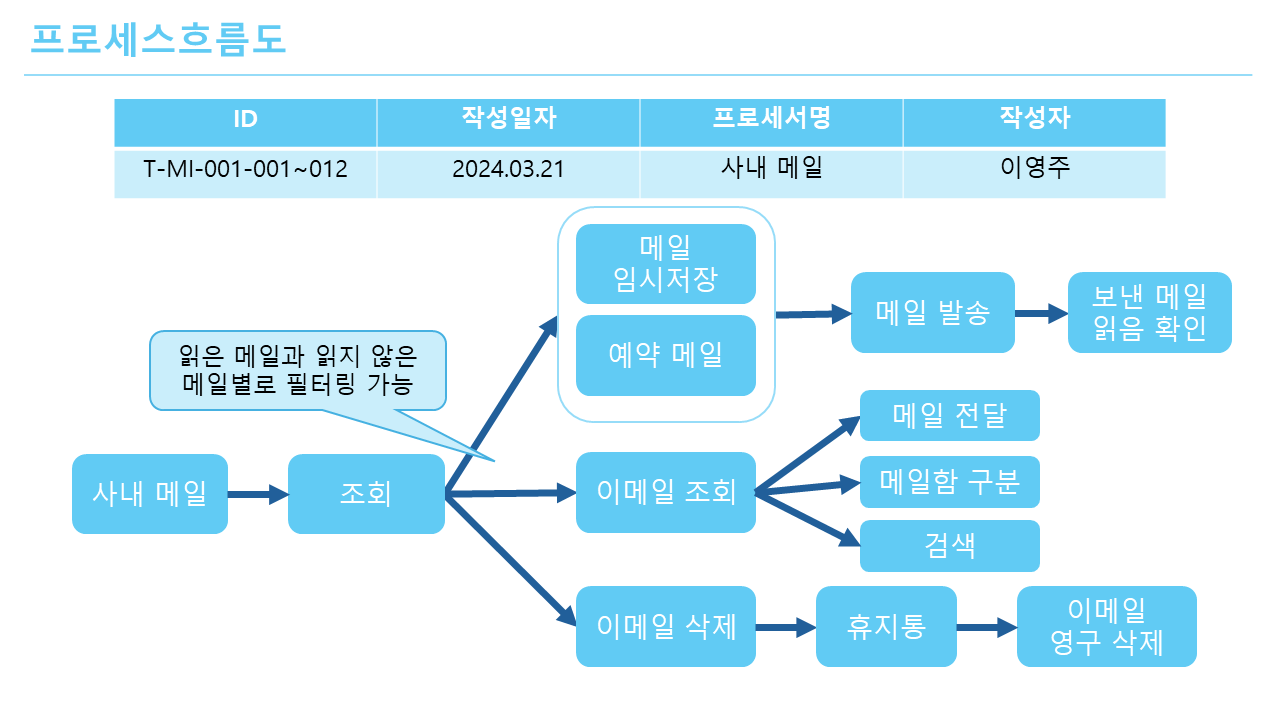 프로세스흐름도
ID 작성일자 프로세서명 작성자
T-MI-001-001~012 2024.03.21 사내 메일 이영주
메일
임시저장
예약 메일
메일 발송
보낸 메일
읽음 확인
읽은 메일과 읽지 않은
메일별로 필터링 가능
사내 메일
조회
이메일 조회
메일 전달
메일함 구분
검색
이메일 삭제
휴지통
이메일
영구 삭제